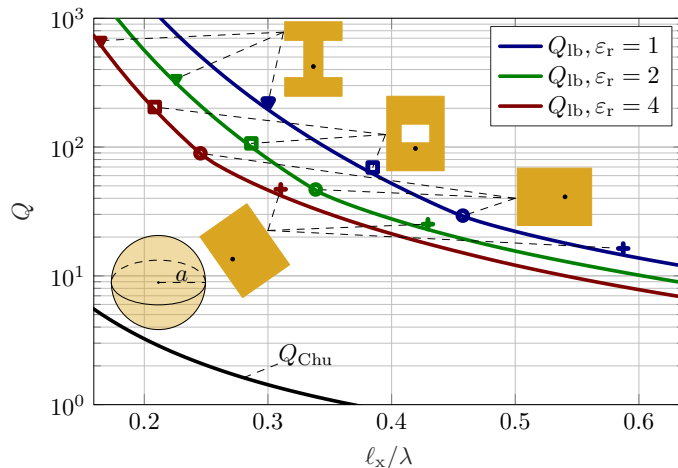 10³
10²
10¹
10⁰
Q
Q_lb, ε_r = 1
Q_lb, ε_r = 2
Q_lb, ε_r = 4
a
Q_Chu
0.2 0.3 0.4 0.5 0.6
ℓ_x/λ